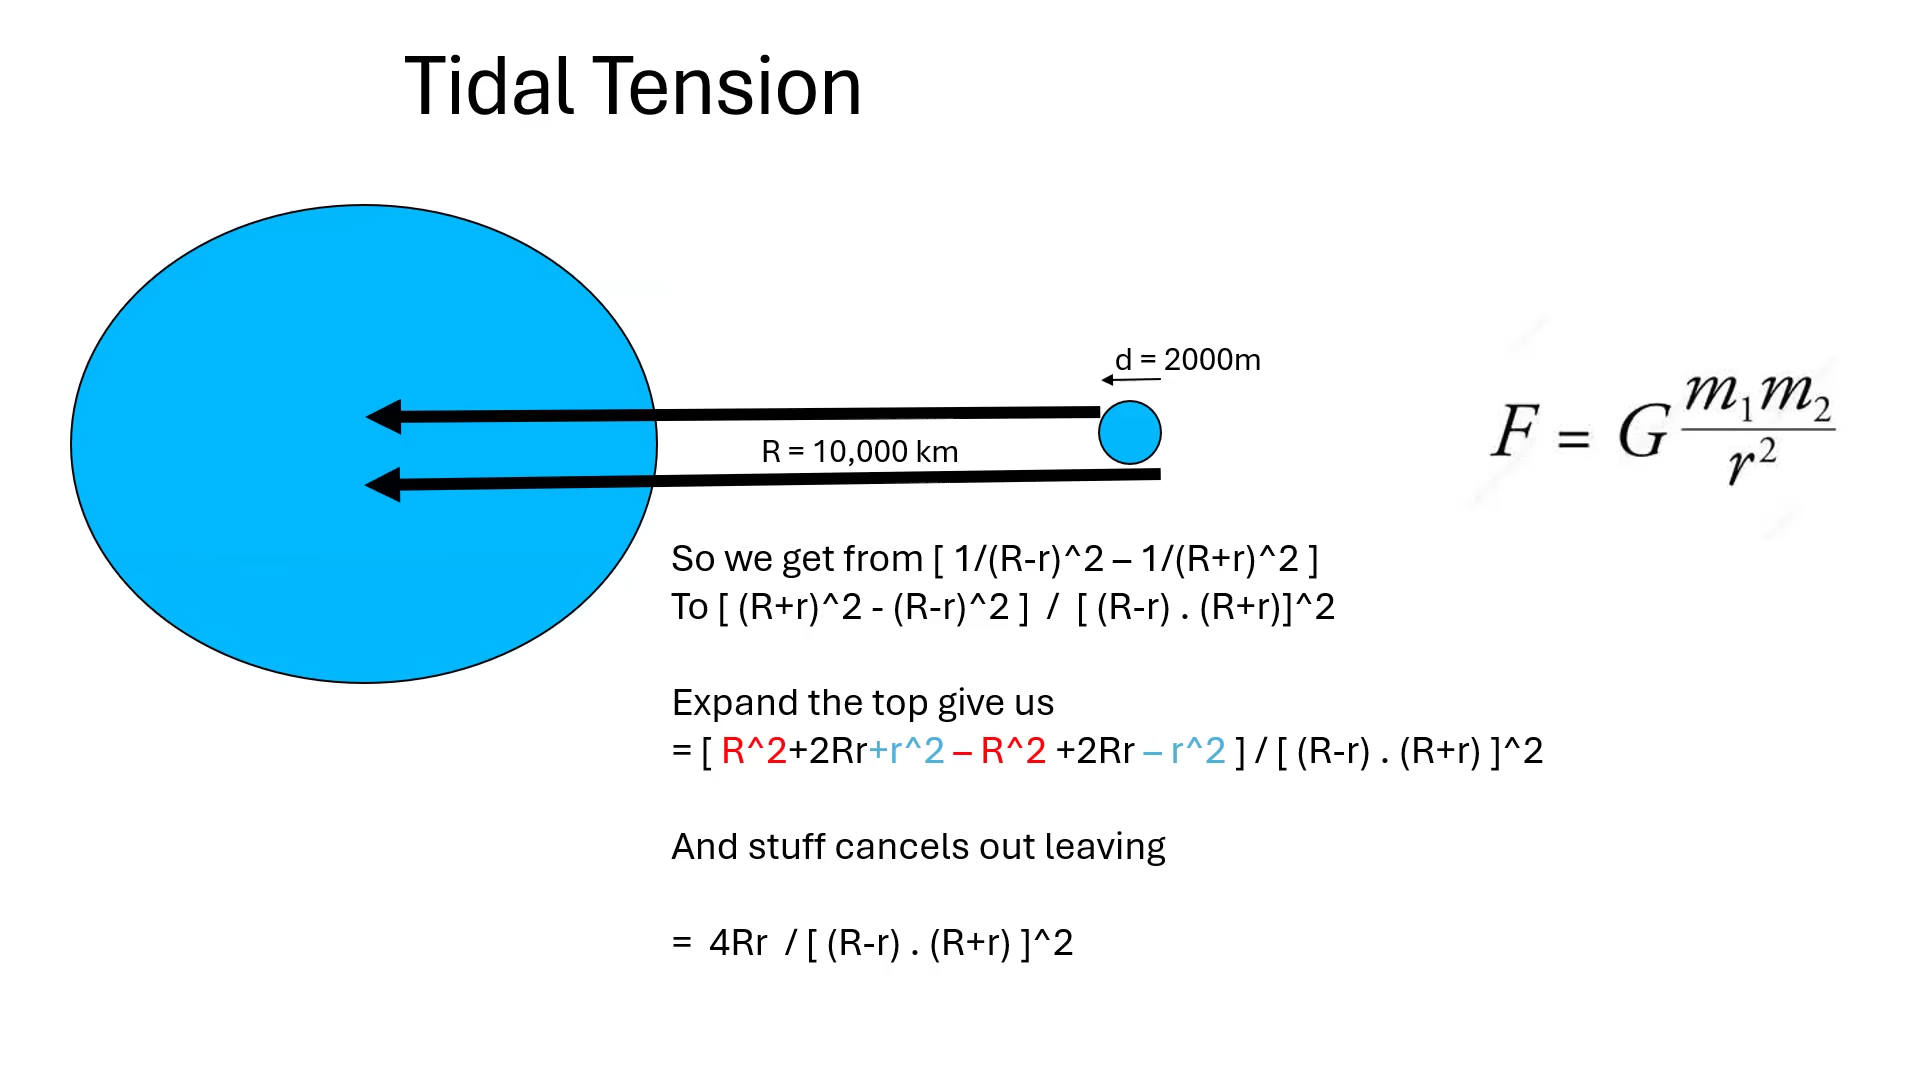 Tidal Tension
d = 2000m
R = 10,000 km
F = G m₁m₂ / r²
So we get from [ 1/(R-r)^2 – 1/(R+r)^2 ]
To [ (R+r)^2 - (R-r)^2 ] / [ (R-r) . (R+r)]^2
Expand the top give us
= [ R^2+2Rr+r^2 – R^2 +2Rr – r^2 ] / [ (R-r) . (R+r) ]^2
And stuff cancels out leaving
= 4Rr / [ (R-r) . (R+r) ]^2